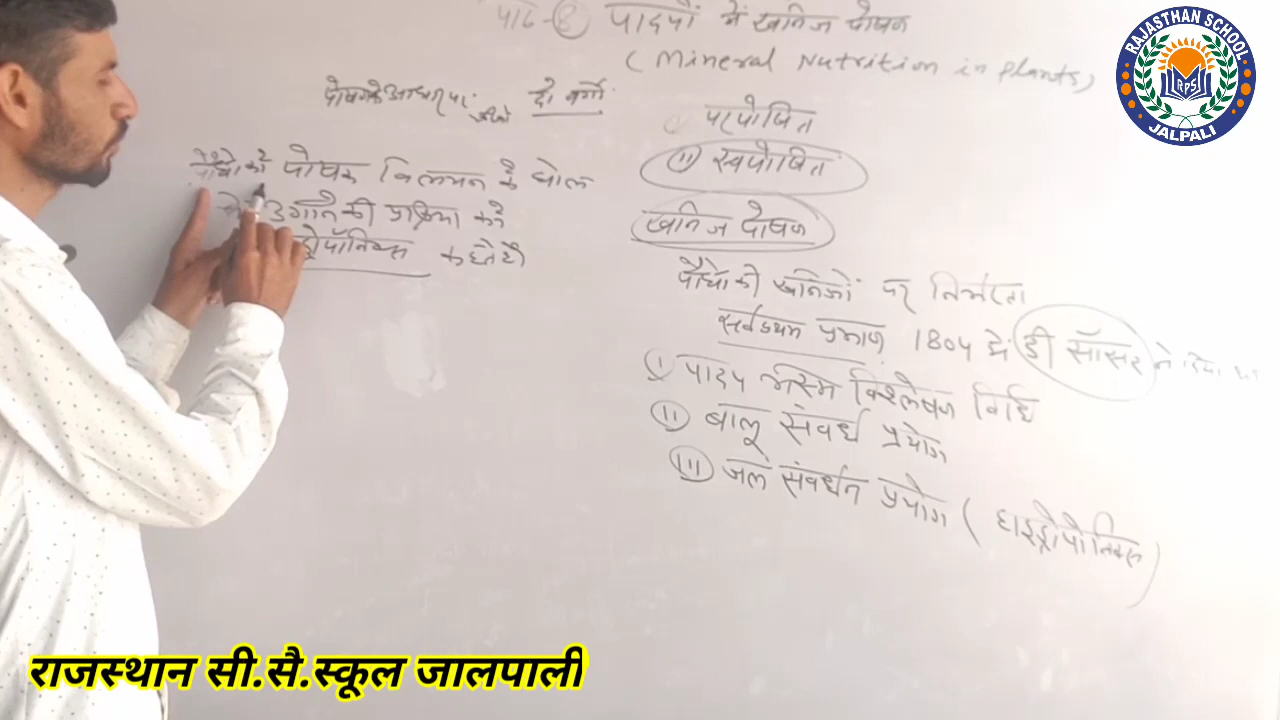 पाठ-8 पादपों में खनिज पोषण
(Mineral Nutrition in plants)
पोषण के आधार पर जीवों दो वर्गो
परपोषित
(ii) स्वपोषित
पौधों को पोषक विलयन के घोल
उगाने की प्रक्रिया को
कहते है
खनिज पोषण
पौधों की खनिजों पर निर्भरता
सर्वप्रथम प्रमाण 1804 में डी सॉसर ने दिया था
(I) पादप भस्म विश्लेषण विधि
(II) बालू संवर्ध प्रयोग
(III) जल संवर्धन प्रयोग (हाइड्रोपोनिक्स)
RAJASTHAN SCHOOL
RPS
JALPALI
राजस्थान सी.सै.स्कूल जालपाली